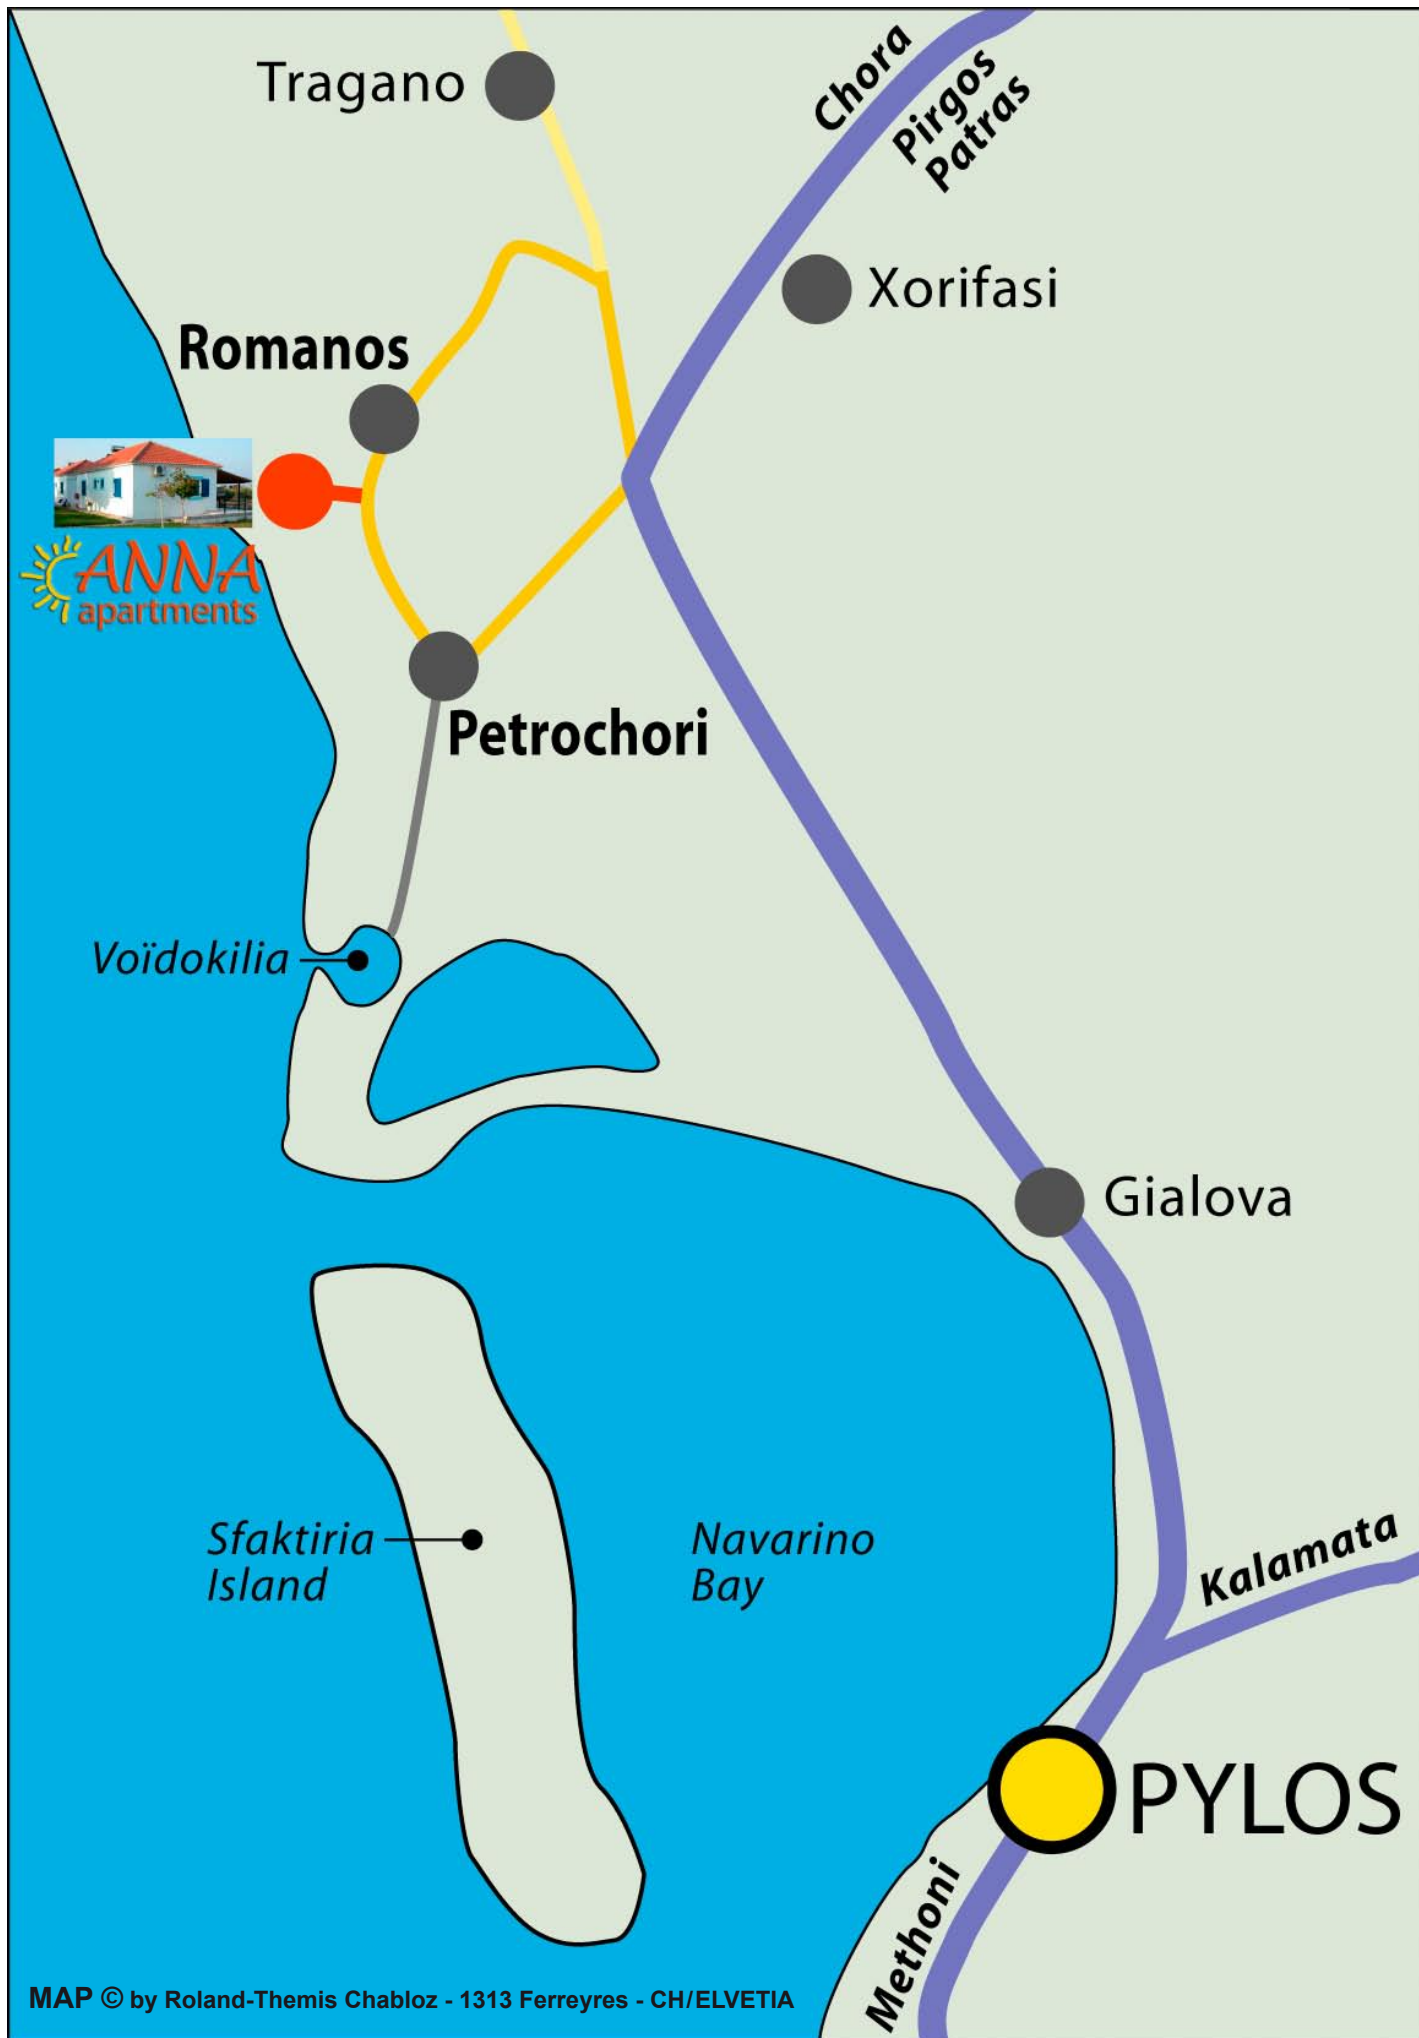 Chora
Pirgos
Patras
Tragano
Xorifasi
Romanos
ANNA
apartments
Petrochori
Voïdokilia
Gialova
Sfaktiria
Island
Navarino
Bay
Kalamata
PYLOS
Methoni
MAP © by Roland-Themis Chabloz - 1313 Ferreyres - CH/ELVETIA